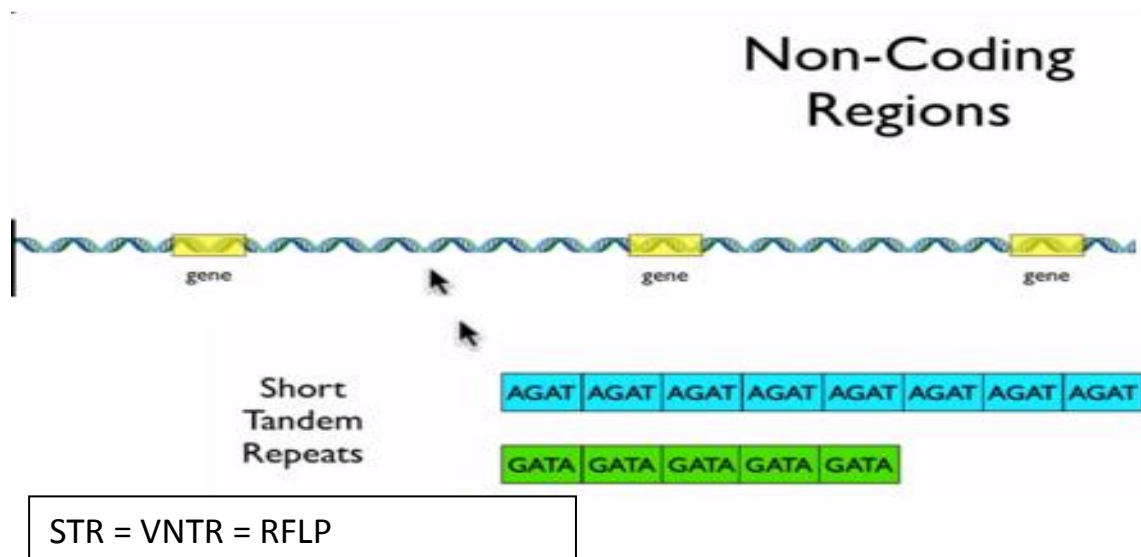 Non-Coding
Regions
gene gene gene
Short
Tandem
Repeats
AGAT AGAT AGAT AGAT AGAT AGAT AGAT AGAT
GATA GATA GATA GATA GATA
STR = VNTR = RFLP